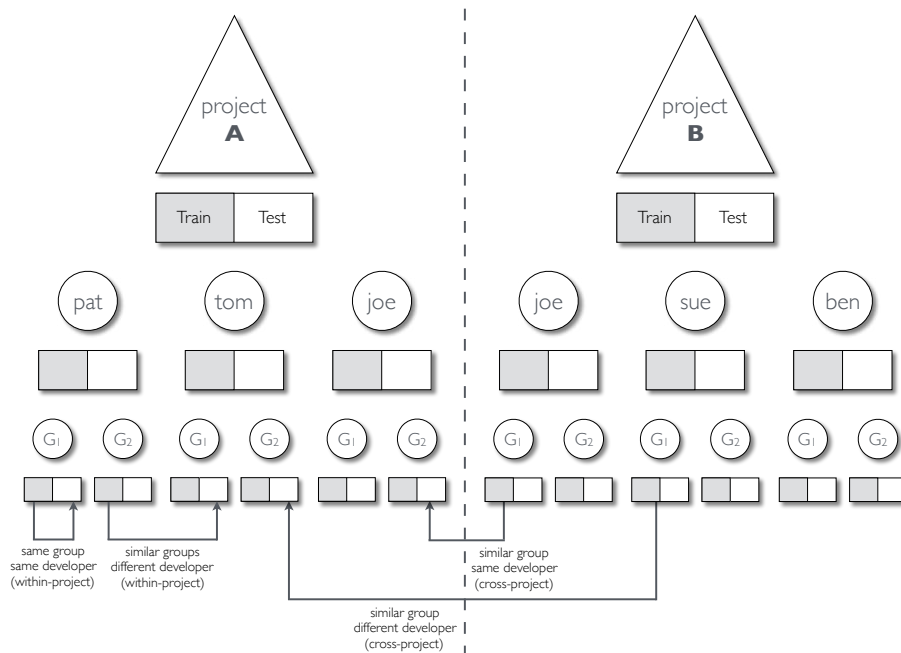 project
A
project
B
Train Test
Train Test
pat tom joe joe sue ben
G1 G2 G1 G2 G1 G2 G1 G2 G1 G2 G1 G2
same group
same developer
(within-project)
similar groups
different developer
(within-project)
similar group
same developer
(cross-project)
similar group
different developer
(cross-project)